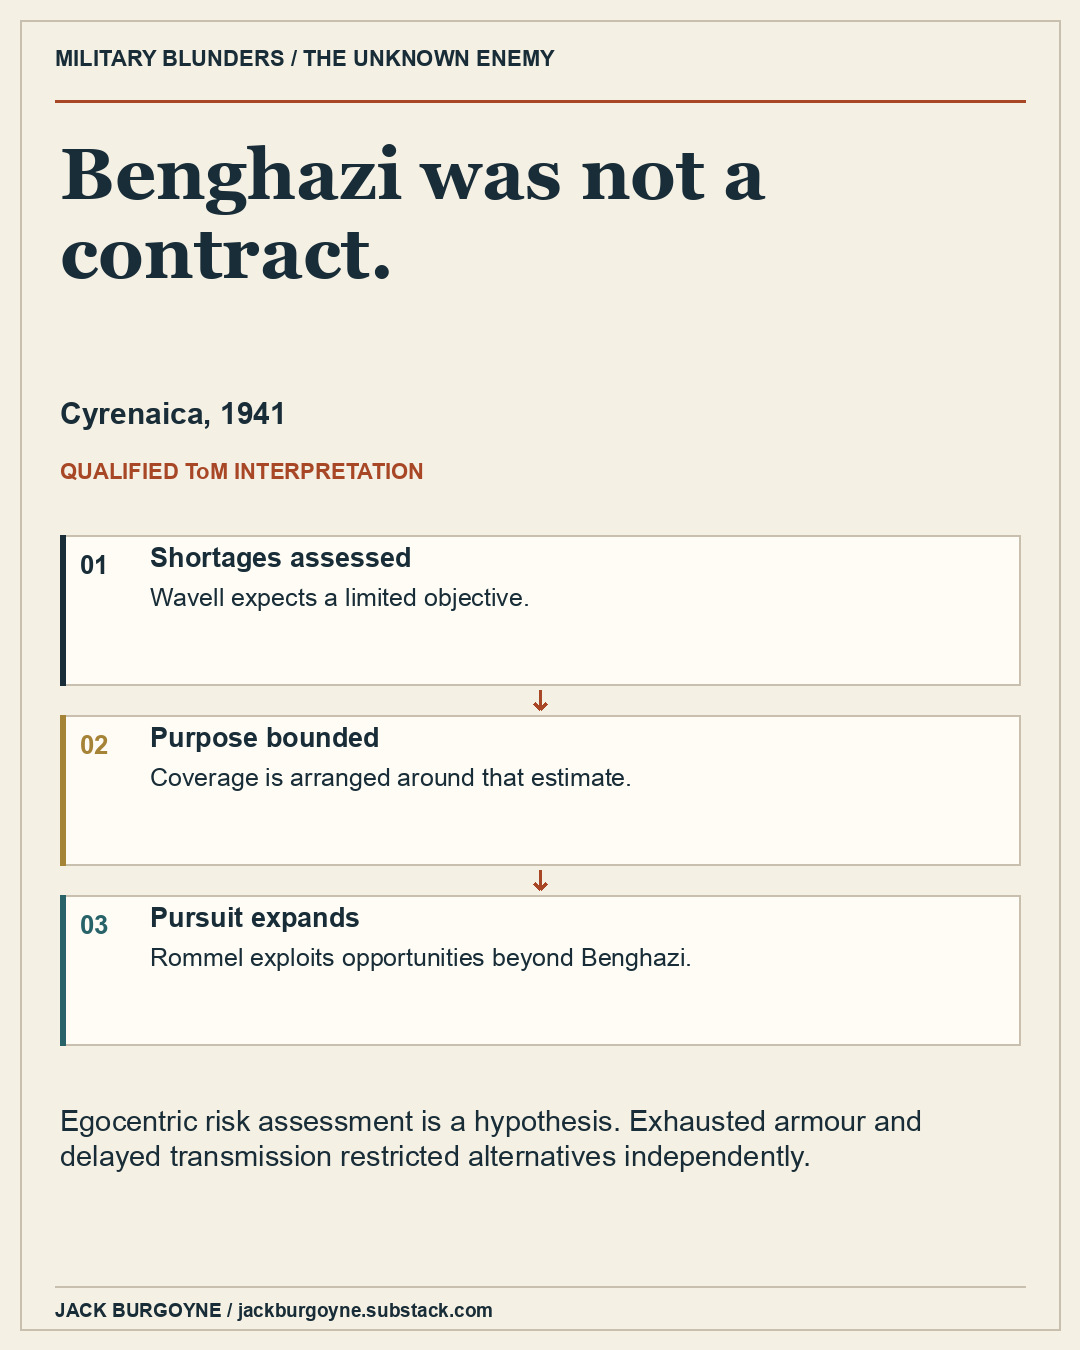 MILITARY BLUNDERS / THE UNKNOWN ENEMY
Benghazi was not a
contract.
Cyrenaica, 1941
QUALIFIED ToM INTERPRETATION
01
Shortages assessed
Wavell expects a limited objective.
↓
02
Purpose bounded
Coverage is arranged around that estimate.
↓
03
Pursuit expands
Rommel exploits opportunities beyond Benghazi.
Egocentric risk assessment is a hypothesis. Exhausted armour and
delayed transmission restricted alternatives independently.
JACK BURGOYNE / jackburgoyne.substack.com